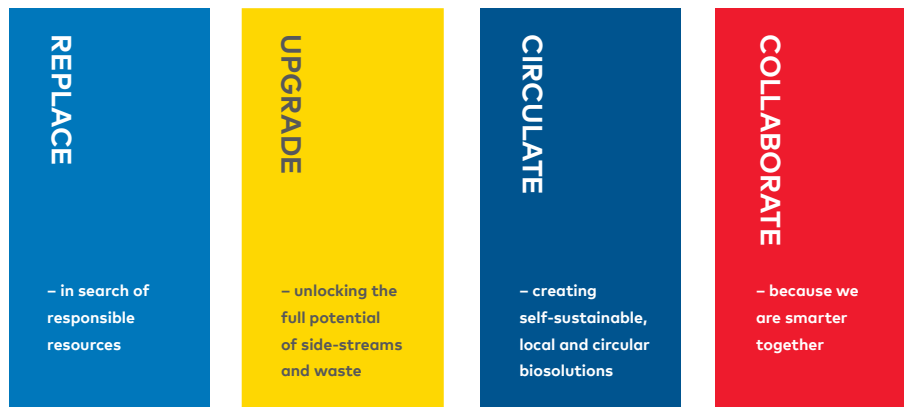 REPLACE
– in search of
responsible
resources
UPGRADE
– unlocking the
full potential
of side-streams
and waste
CIRCULATE
– creating
self-sustainable,
local and circular
biosolutions
COLLABORATE
– because we
are smarter
together